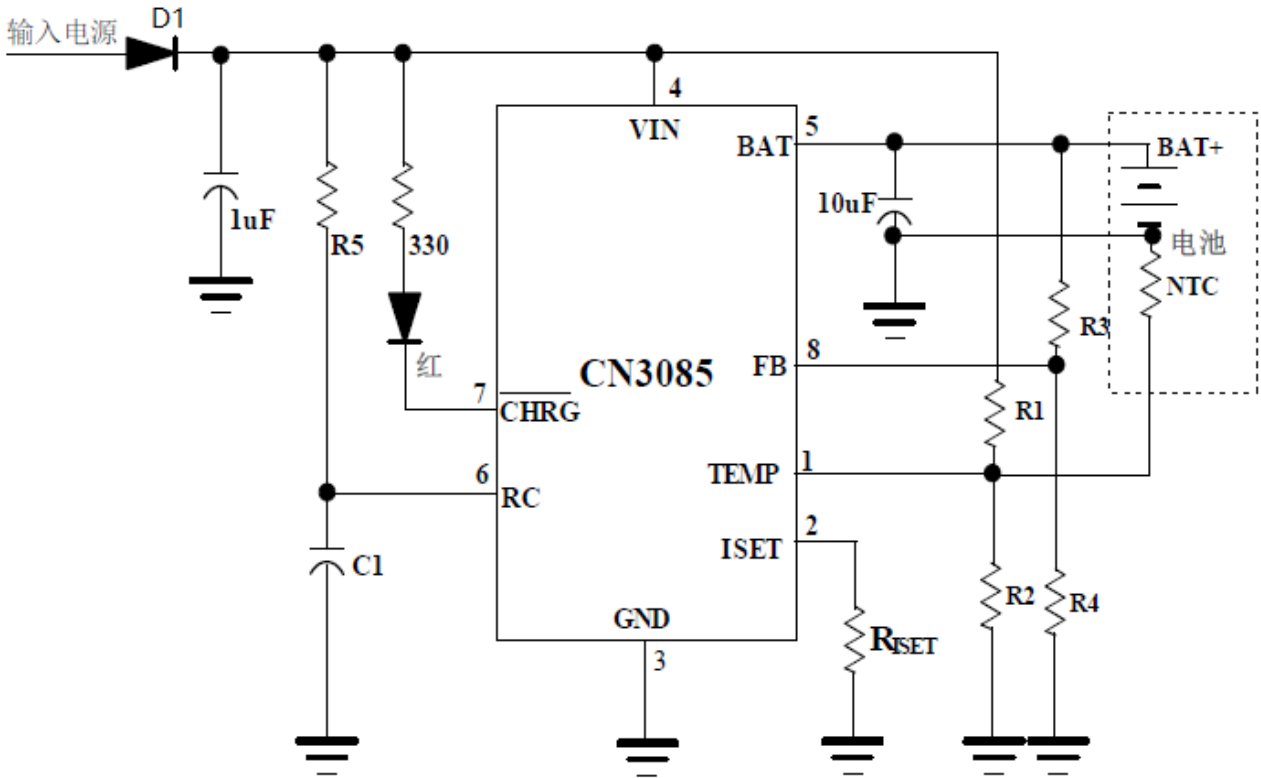 D1
输入电源
4
VIN
5
BAT
BAT+
1uF
R5
330
10uF
电池
NTC
R3
红
CN3085
8
FB
7
CHRG
R1
6
RC
1
TEMP
2
ISET
C1
R2
R4
GND
RISET
3